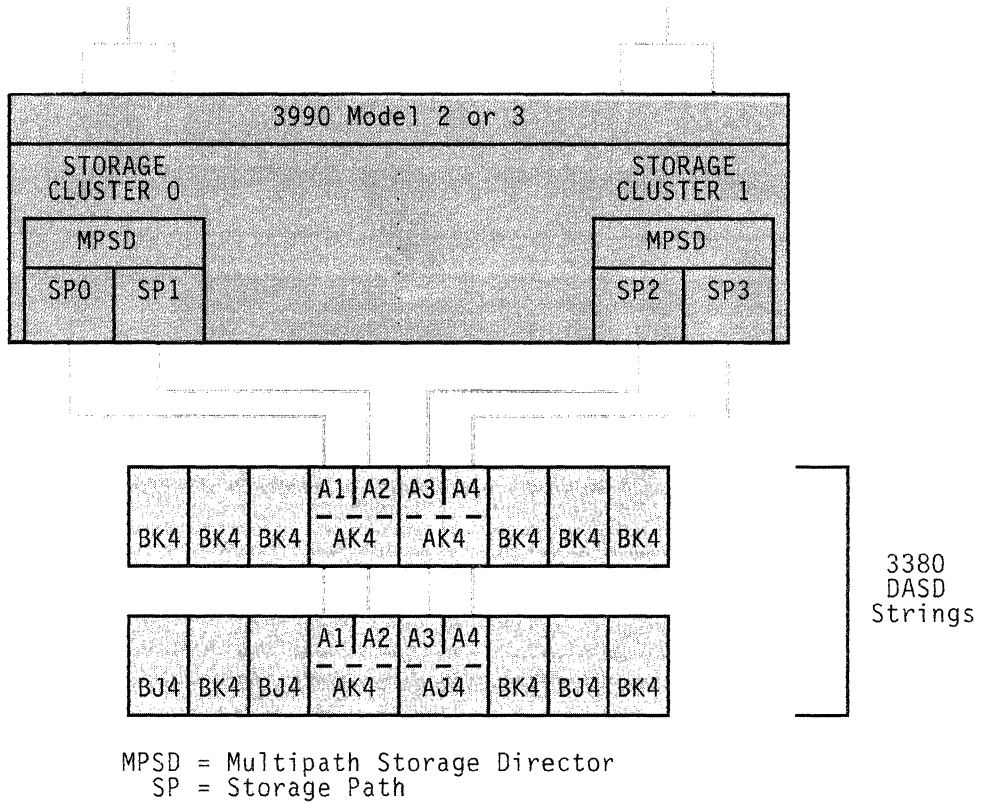 3990 Model 2 or 3
STORAGE
CLUSTER 0
STORAGE
CLUSTER 1
MPSD
MPSD
SP0 SP1
SP2 SP3
A1 A2 A3 A4
BK4 BK4 BK4 AK4 AK4 BK4 BK4 BK4
A1 A2 A3 A4
BJ4 BK4 BJ4 AK4 AJ4 BK4 BJ4 BK4
3380
DASD
Strings
MPSD = Multipath Storage Director
SP = Storage Path